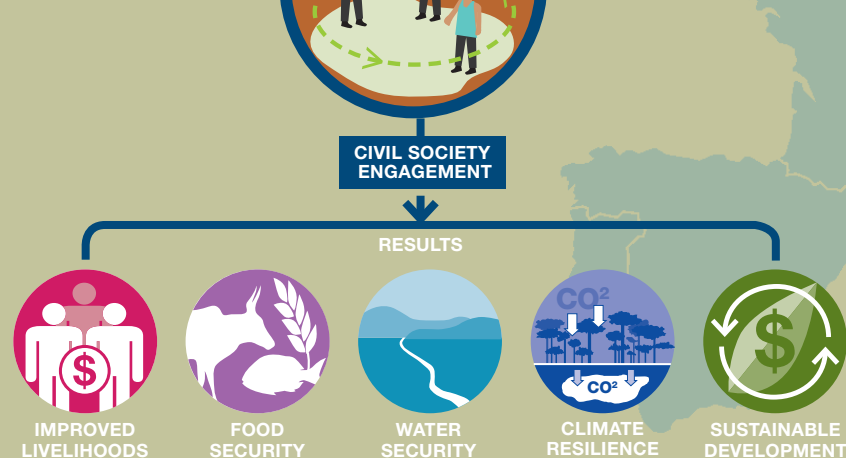 CIVIL SOCIETY
ENGAGEMENT
RESULTS
CO²
CO²
$
$
IMPROVED
LIVELIHOODS
FOOD
SECURITY
WATER
SECURITY
CLIMATE
RESILIENCE
SUSTAINABLE
DEVELOPMENT